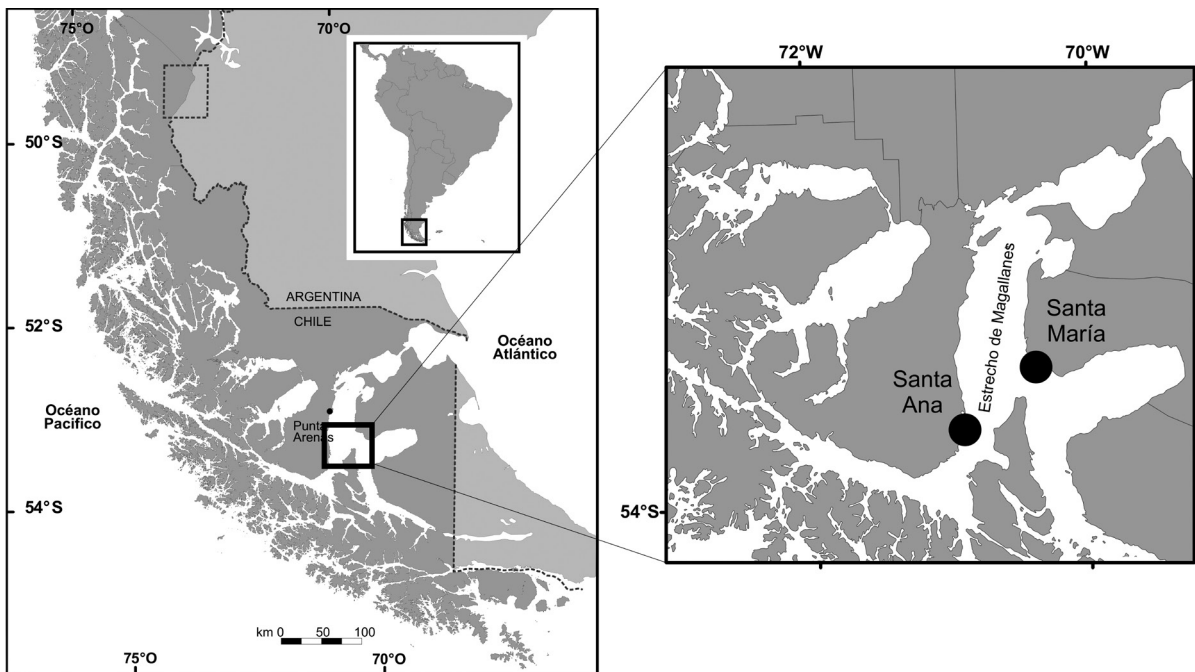 75°O
70°O
50°S
52°S
54°S
ARGENTINA
CHILE
Océano
Atlántico
Océano
Pacifico
Punta
Arenas
km 0 50 100
75°O
70°O
72°W
70°W
54°S
Estrecho de Magallanes
Santa
María
Santa
Ana